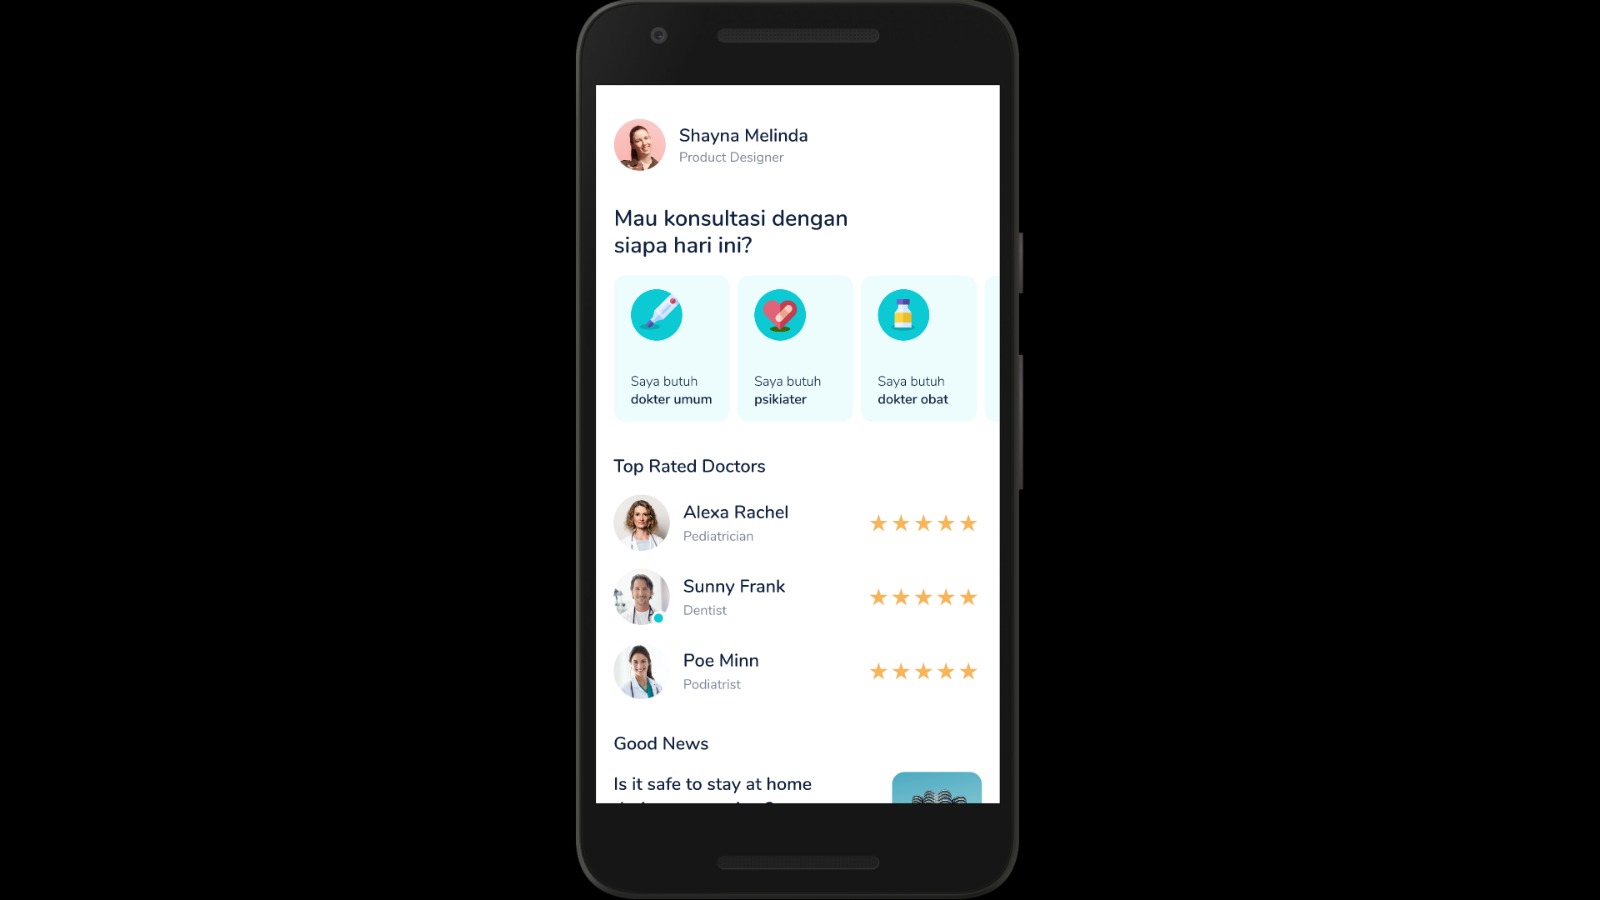 Shayna Melinda
Product Designer
Mau konsultasi dengan
siapa hari ini?
Saya butuh
dokter umum
Saya butuh
psikiater
Saya butuh
dokter obat
Top Rated Doctors
Alexa Rachel
Pediatrician
Sunny Frank
Dentist
Poe Minn
Podiatrist
Good News
Is it safe to stay at home